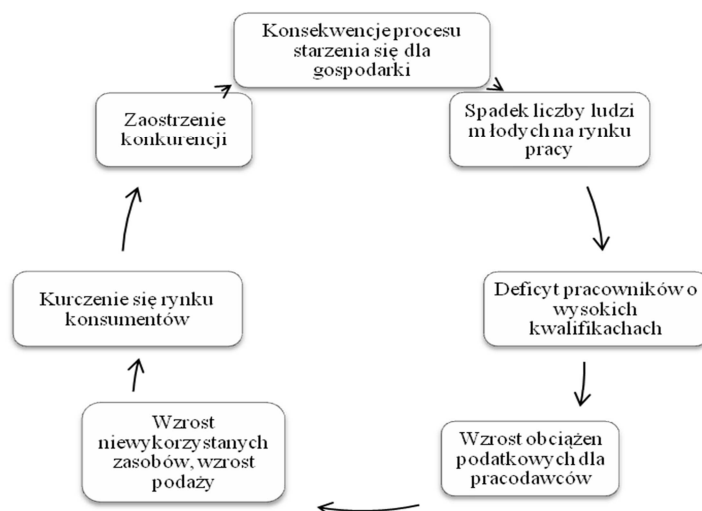 Konsekwencje procesu
starzenia się dla
gospodarki
Spadek liczby ludzi
m łodych na rynku
pracy
Deficyt pracowników o
wysokich
kwalifikachach
Wzrost obciążen
podatkowych dla
pracodawców
Wzrost
niewykorzystanych
zasobów, wzrost
podaży
Kurczenie się rynku
konsumentów
Zaostrzenie
konkurencji